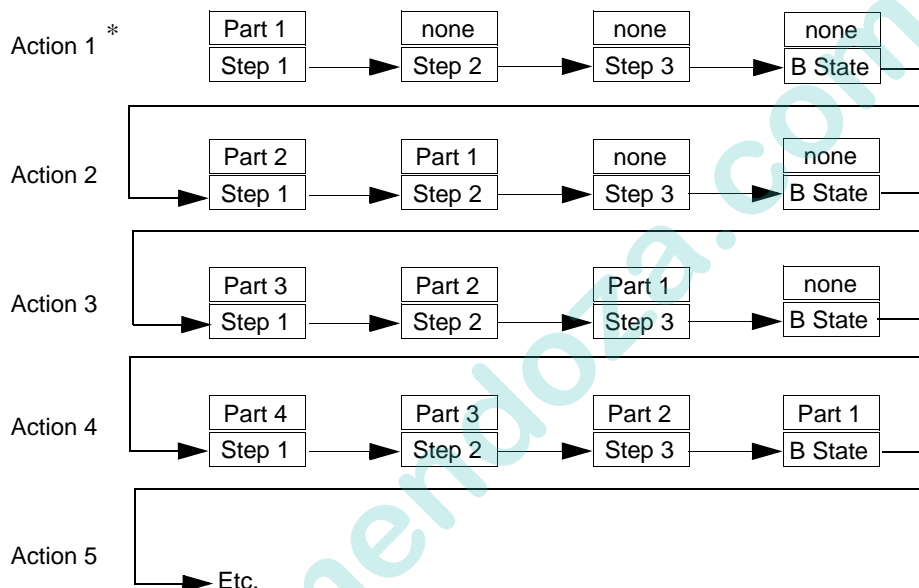 Action 1 * Part 1 none none none
Step 1 Step 2 Step 3 B State
Action 2 Part 2 Part 1 none none
Step 1 Step 2 Step 3 B State
Action 3 Part 3 Part 2 Part 1 none
Step 1 Step 2 Step 3 B State
Action 4 Part 4 Part 3 Part 2 Part 1
Step 1 Step 2 Step 3 B State
Action 5
Etc.
mendoza.com